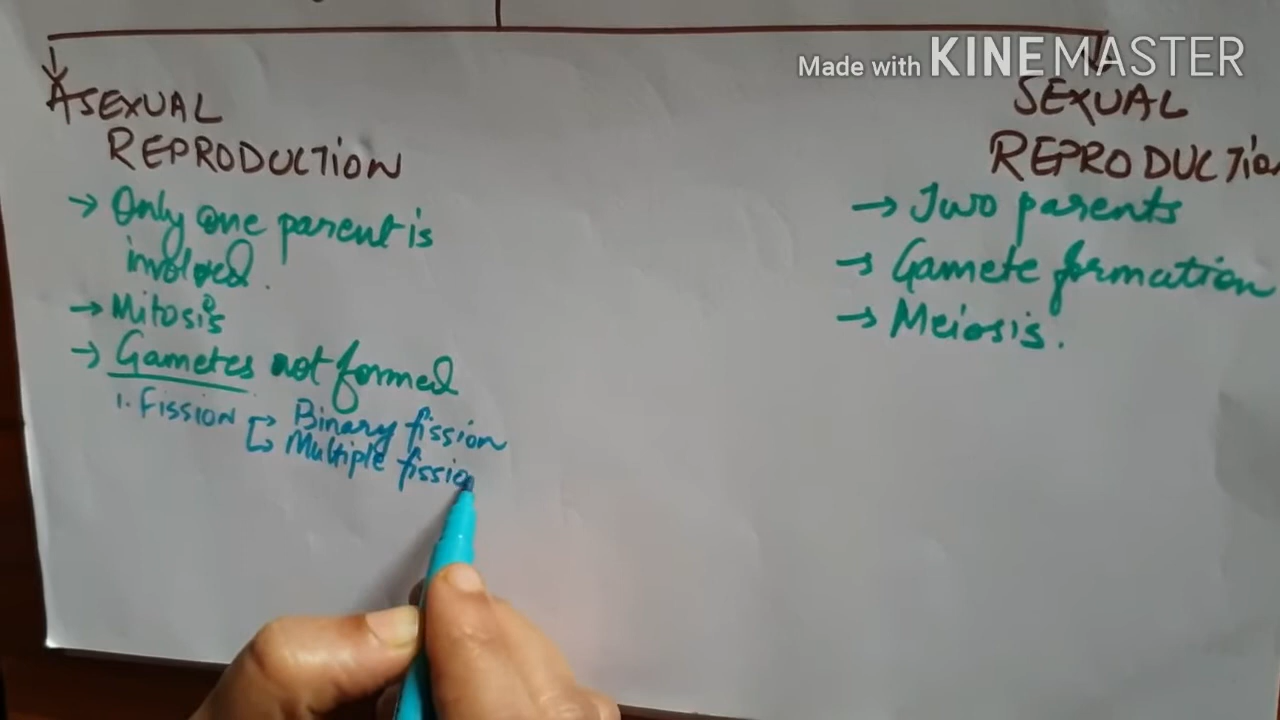 Made with KINEMASTER
ASEXUAL
REPRODUCTION
→ Only one parent is
involved.
→ Mitosis
→ Gametes not formed
1. Fission → Binary fission
→ Multiple fission
SEXUAL
REPRODUCTION
→ Two parents
→ Gamete formation
→ Meiosis.